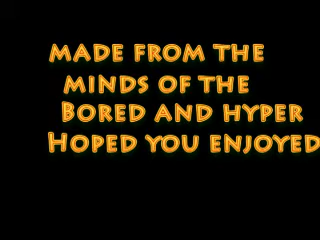 made from the
minds of the
Bored and hyper
Hoped you enjoyed